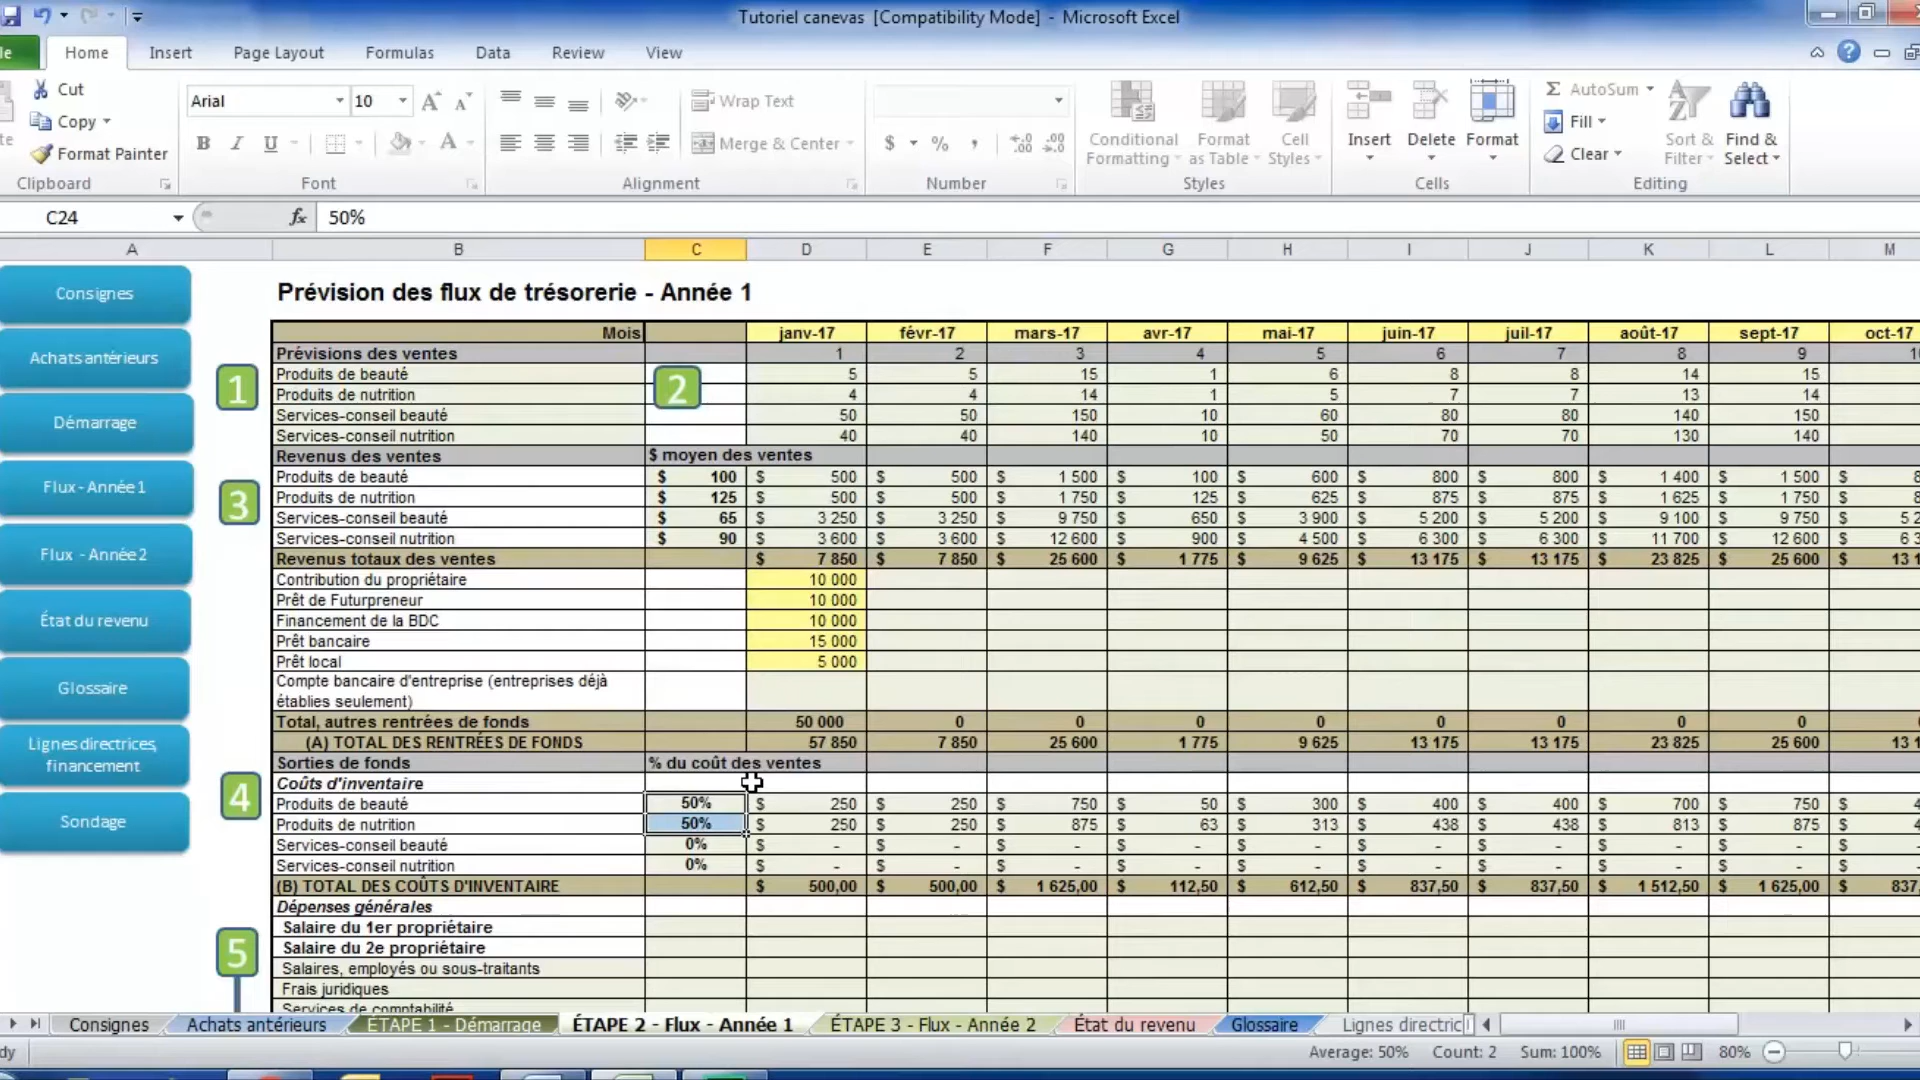 Tutoriel canevas [Compatibility Mode] - Microsoft Excel
Home Insert Page Layout Formulas Data Review View
Cut
Copy
Format Painter
Clipboard
Arial 10
B I U A
Font
Wrap Text
Merge & Center
Alignment
$ % ,
Number
Conditional Formatting
Format as Table
Cell Styles
Styles
Insert Delete Format
Cells
Σ AutoSum
Fill
Clear
Sort & Filter
Find & Select
Editing
C24 fx 50%
A B C D E F G H I J K L M
Consignes
Achats antérieurs
Démarrage
Flux - Année 1
Flux - Année 2
État du revenu
Glossaire
Lignes directrices, financement
Sondage
Prévision des flux de trésorerie - Année 1
Mois janv-17 févr-17 mars-17 avr-17 mai-17 juin-17 juil-17 août-17 sept-17 oct-17
Prévisions des ventes 1 2 3 4 5 6 7 8 9
1 2
Produits de beauté 5 5 15 1 6 8 8 14 15
Produits de nutrition 4 4 14 1 5 7 7 13 14
Services-conseil beauté 50 50 150 10 60 80 80 140 150
Services-conseil nutrition 40 40 140 10 50 70 70 130 140
Revenus des ventes $ moyen des ventes
3
Produits de beauté $ 100 $ 500 $ 500 $ 1 500 $ 100 $ 600 $ 800 $ 800 $ 1 400 $ 1 500 $
Produits de nutrition $ 125 $ 500 $ 500 $ 1 750 $ 125 $ 625 $ 875 $ 875 $ 1 625 $ 1 750 $
Services-conseil beauté $ 65 $ 3 250 $ 3 250 $ 9 750 $ 650 $ 3 900 $ 5 200 $ 5 200 $ 9 100 $ 9 750 $ 5 2
Services-conseil nutrition $ 90 $ 3 600 $ 3 600 $ 12 600 $ 900 $ 4 500 $ 6 300 $ 6 300 $ 11 700 $ 12 600 $ 6 3
Revenus totaux des ventes $ 7 850 $ 7 850 $ 25 600 $ 1 775 $ 9 625 $ 13 175 $ 13 175 $ 23 825 $ 25 600 $ 13 1
Contribution du propriétaire 10 000
Prêt de Futurpreneur 10 000
Financement de la BDC 10 000
Prêt bancaire 15 000
Prêt local 5 000
Compte bancaire d'entreprise (entreprises déjà
établies seulement)
Total, autres rentrées de fonds 50 000 0 0 0 0 0 0 0 0
(A) TOTAL DES RENTRÉES DE FONDS 57 850 7 850 25 600 1 775 9 625 13 175 13 175 23 825 25 600 13 1
Sorties de fonds % du coût des ventes
Coûts d'inventaire
4
Produits de beauté 50% $ 250 $ 250 $ 750 $ 50 $ 300 $ 400 $ 400 $ 700 $ 750 $ 4
Produits de nutrition 50% $ 250 $ 250 $ 875 $ 63 $ 313 $ 438 $ 438 $ 813 $ 875 $ 4
Services-conseil beauté 0% $ - $ - $ - $ - $ - $ - $ - $ - $ - $
Services-conseil nutrition 0% $ - $ - $ - $ - $ - $ - $ - $ - $ - $
(B) TOTAL DES COÛTS D'INVENTAIRE $ 500,00 $ 500,00 $ 1 625,00 $ 112,50 $ 612,50 $ 837,50 $ 837,50 $ 1 512,50 $ 1 625,00 $ 837,
Dépenses générales
5
Salaire du 1er propriétaire
Salaire du 2e propriétaire
Salaires, employés ou sous-traitants
Frais juridiques
Services de comptabilité
Consignes Achats antérieurs ÉTAPE 1 - Démarrage ÉTAPE 2 - Flux - Année 1 ÉTAPE 3 - Flux - Année 2 État du revenu Glossaire Lignes directric
dy Average: 50% Count: 2 Sum: 100% 80%